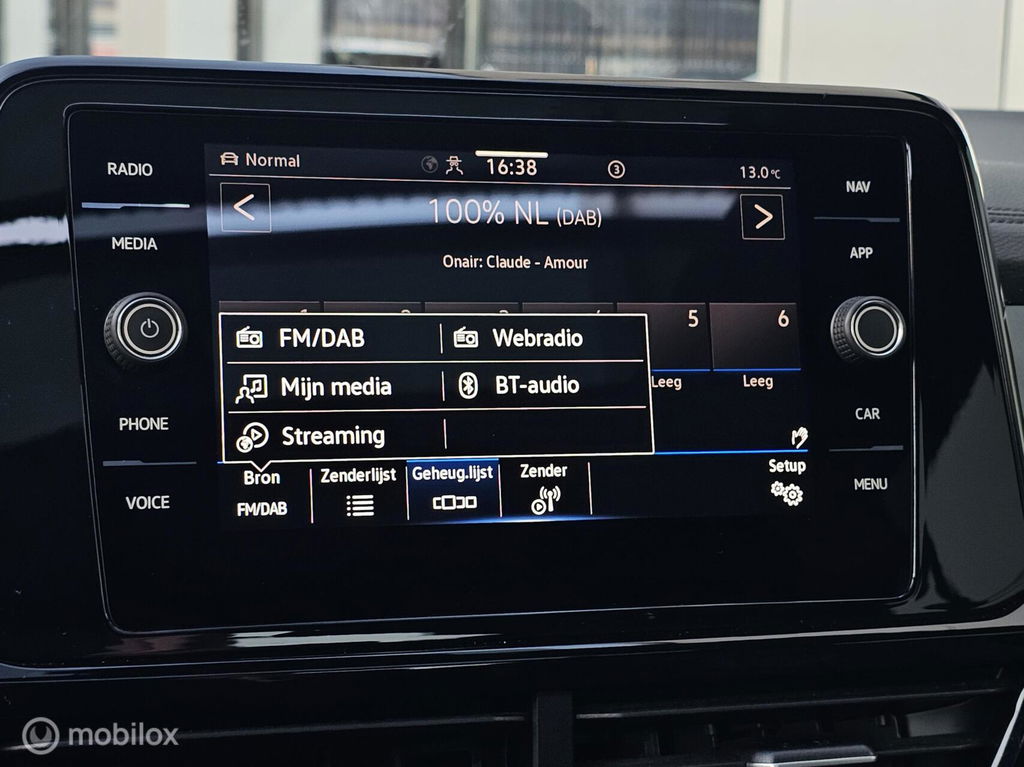 RADIO
MEDIA
PHONE
VOICE
Normal
16:38
3
13.0 °C
100% NL (DAB)
Onair: Claude - Amour
5
6
Leeg
Leeg
FM/DAB
Webradio
Mijn media
BT-audio
Streaming
Bron
FM/DAB
Zenderlijst
Geheug.lijst
Zender
Setup
NAV
APP
CAR
MENU
mobilox